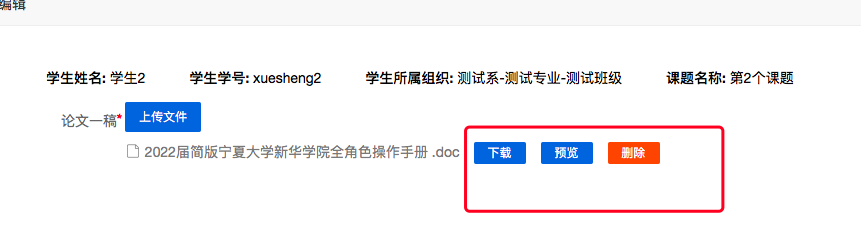 编辑
学生姓名: 学生2 学生学号: xuesheng2 学生所属组织: 测试系-测试专业-测试班级 课题名称: 第2个课题
论文一稿* 上传文件
2022届简版宁夏大学新华学院全角色操作手册 .doc 下载 预览 删除